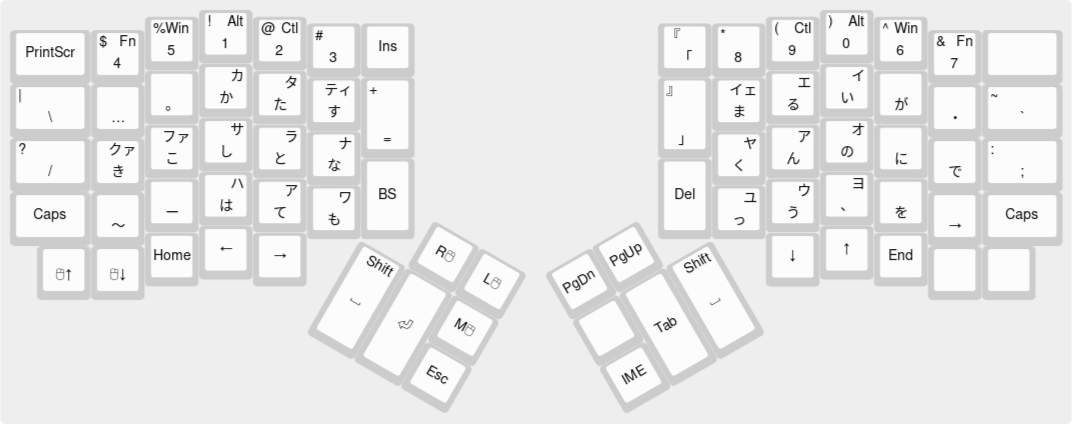 PrintScr
$ Fn
4
%Win
5
! Alt
1
@ Ctl
2
#
3
Ins
『
「
*
8
( Ctl
9
) Alt
0
^ Win
6
& Fn
7
|
\
…
。
カ
か
タ
た
ティ
す
+
=
』
」
イェ
ま
エ
る
イ
い
が
・
~
`
?
/
クァ
き
ファ
こ
サ
し
ラ
と
ナ
な
ヤ
く
ア
ん
オ
の
に
で
:
;
Caps
～
ー
ハ
は
ア
て
ワ
も
BS
Del
ユ
っ
ウ
う
ヨ
、
を
→
Caps
↑
↓
Home
←
→
↓
↑
End
Shift
⏎
R
L
M
Esc
PgDn
PgUp
Tab
Shift
IME